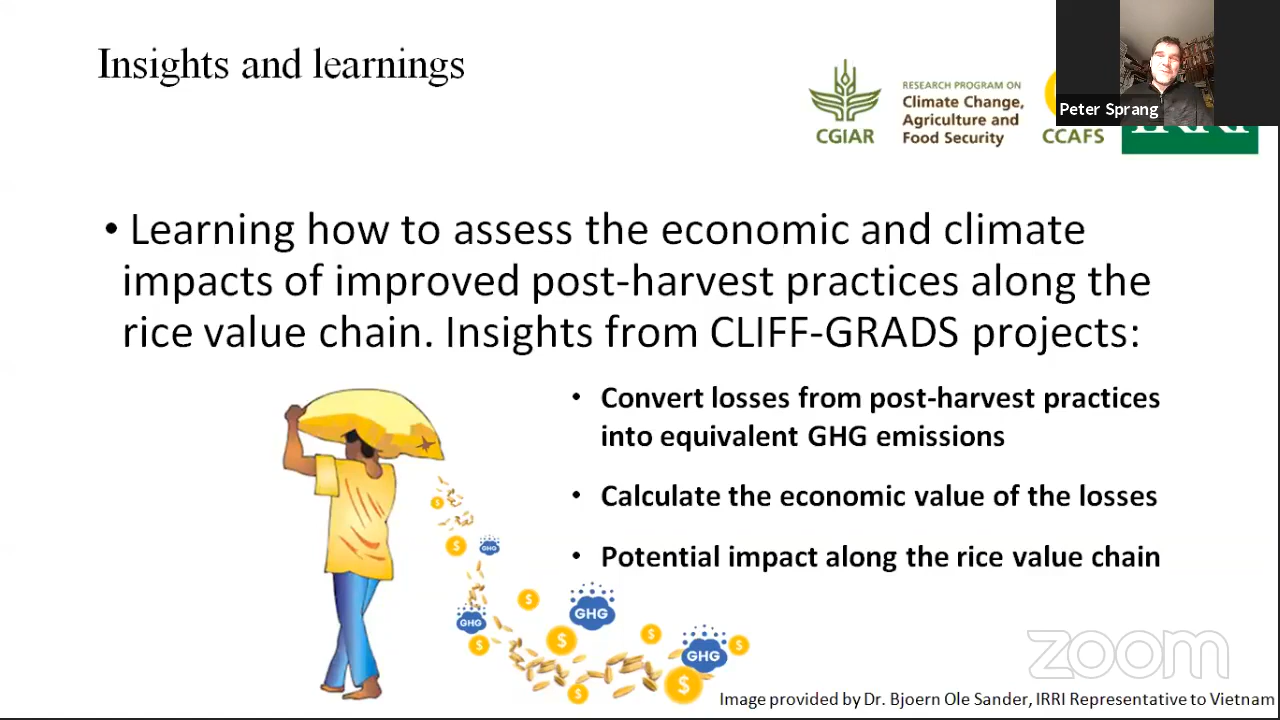 Insights and learnings
CGIAR
RESEARCH PROGRAM ON
Climate Change,
Agriculture and
Food Security
CCAFS
Peter Sprang
• Learning how to assess the economic and climate
impacts of improved post-harvest practices along the
rice value chain. Insights from CLIFF-GRADS projects:
• Convert losses from post-harvest practices
into equivalent GHG emissions
• Calculate the economic value of the losses
• Potential impact along the rice value chain
$
$
GHG
GHG
$
$
GHG
$
$
GHG
$
$
$
zoom
Image provided by Dr. Bjoern Ole Sander, IRRI Representative to Vietnam